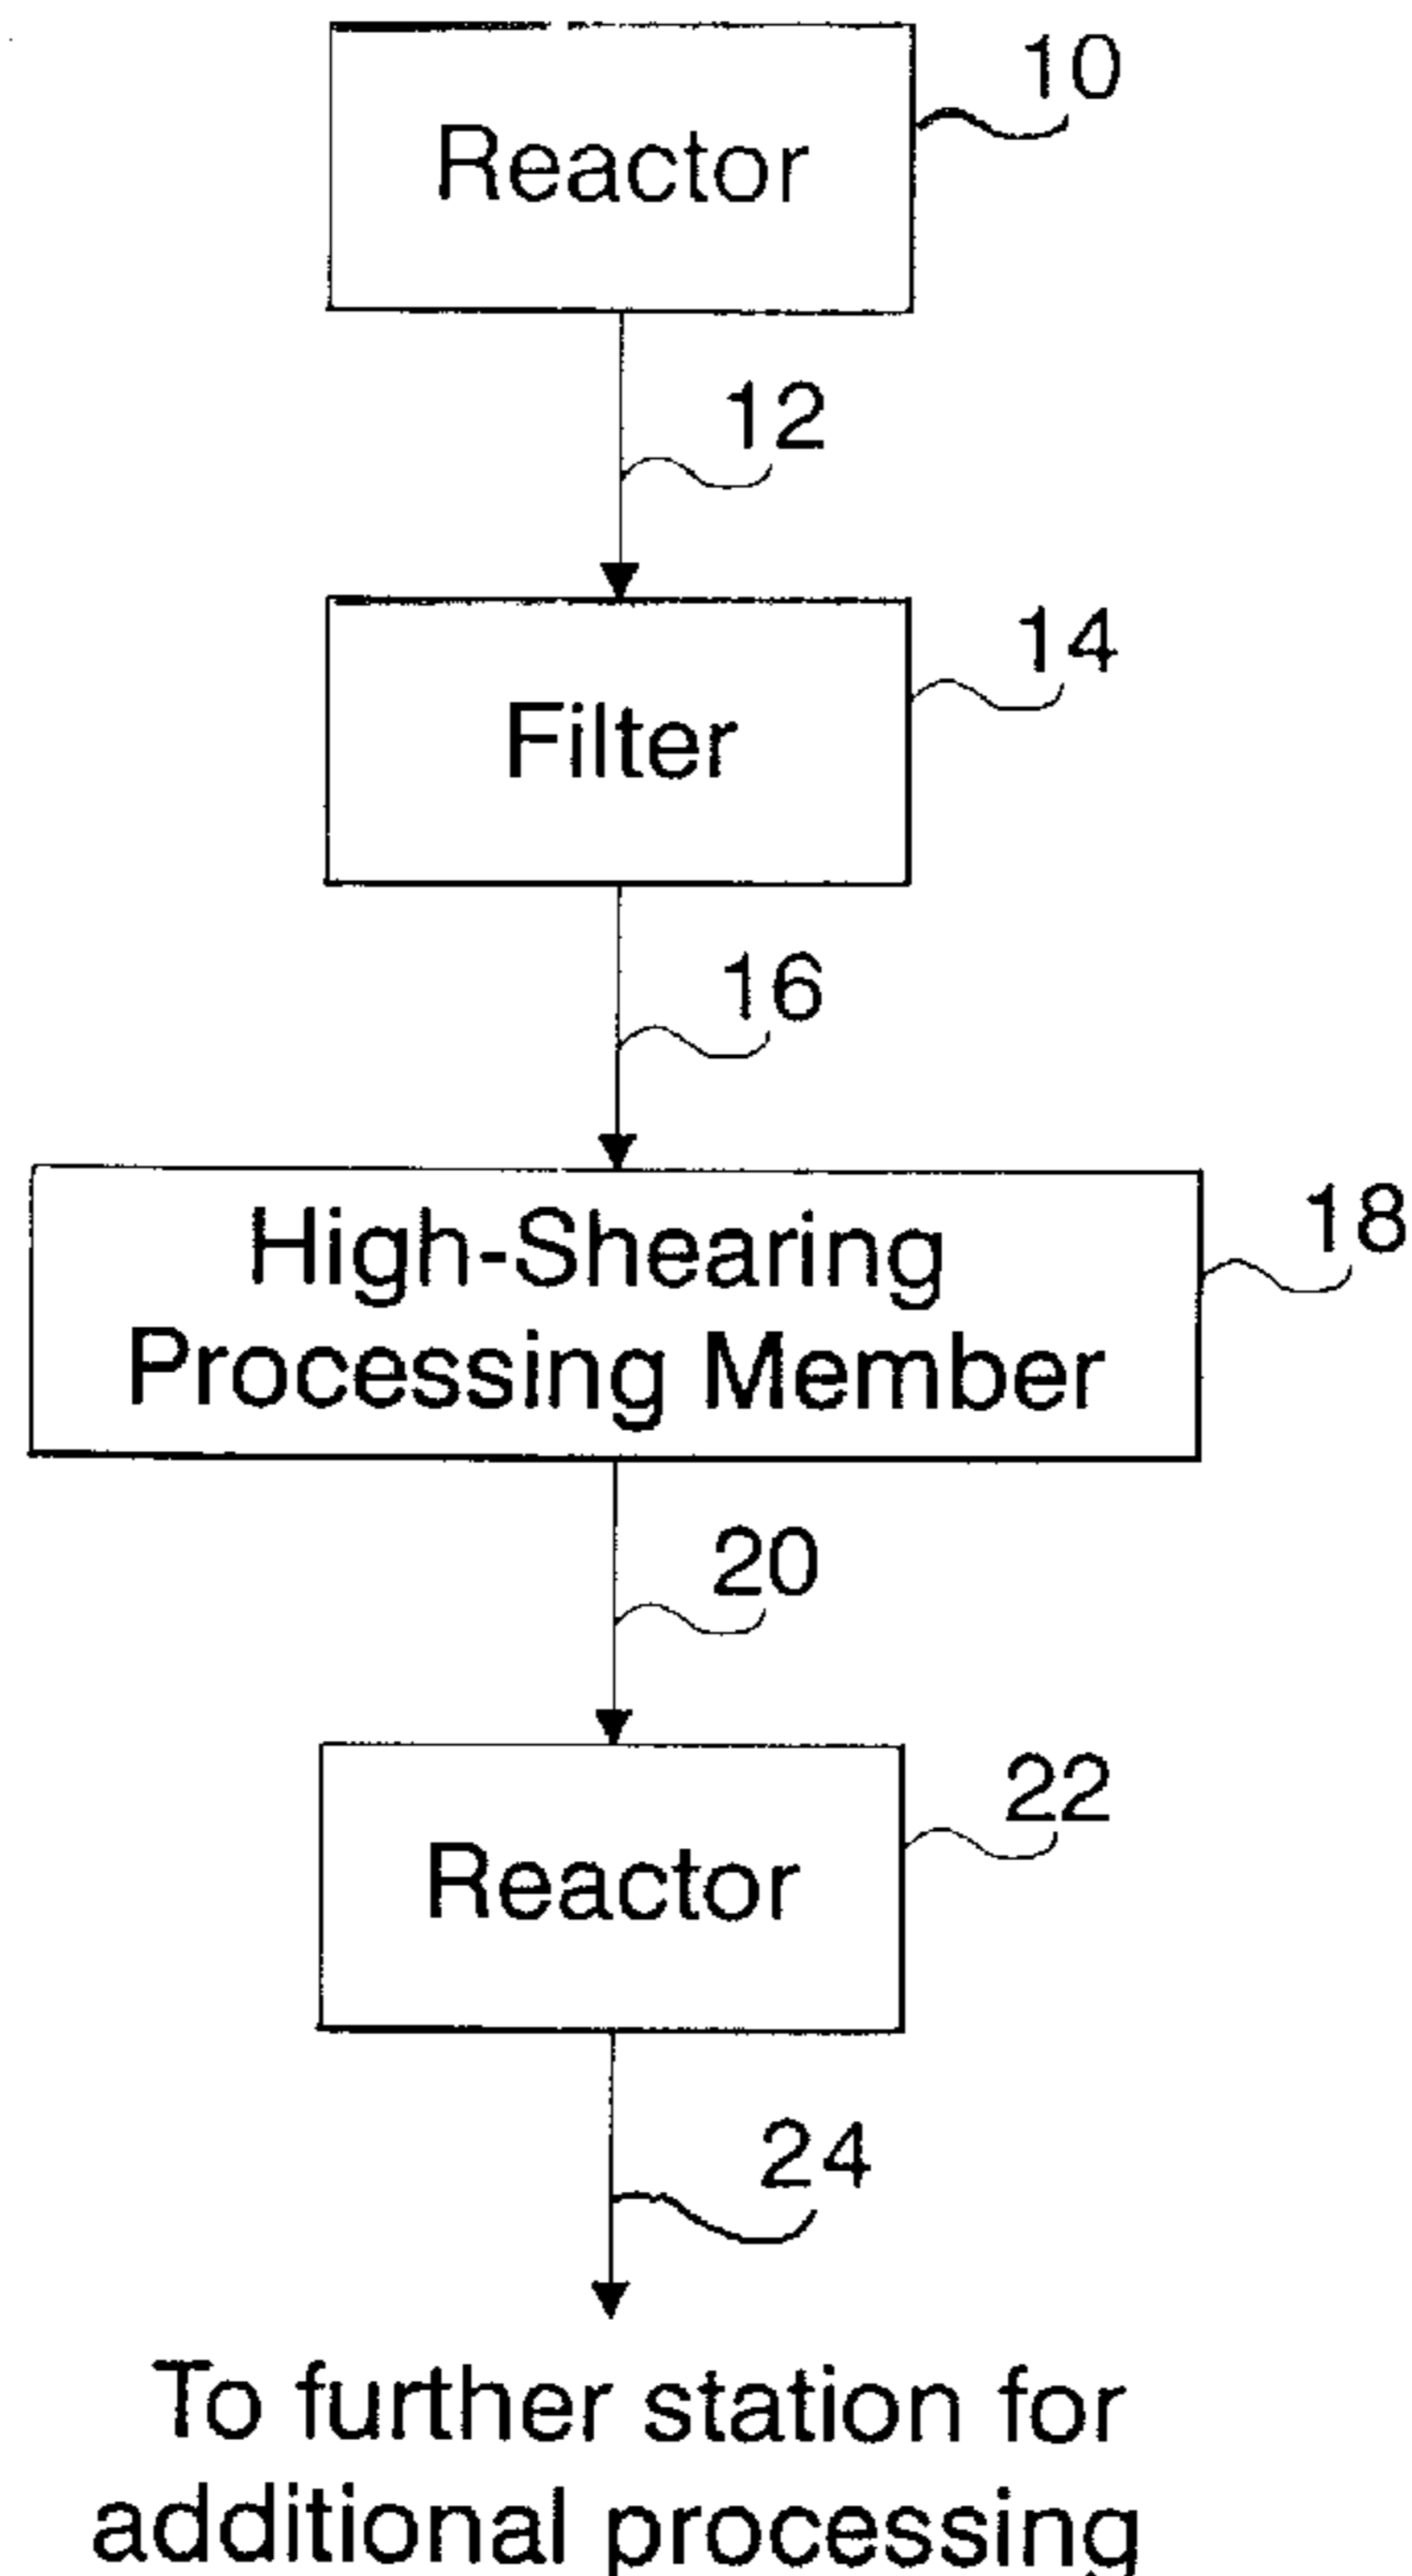 10
Reactor
12
14
Filter
16
18
High-Shearing
Processing Member
20
22
Reactor
24
To further station for
additional processing